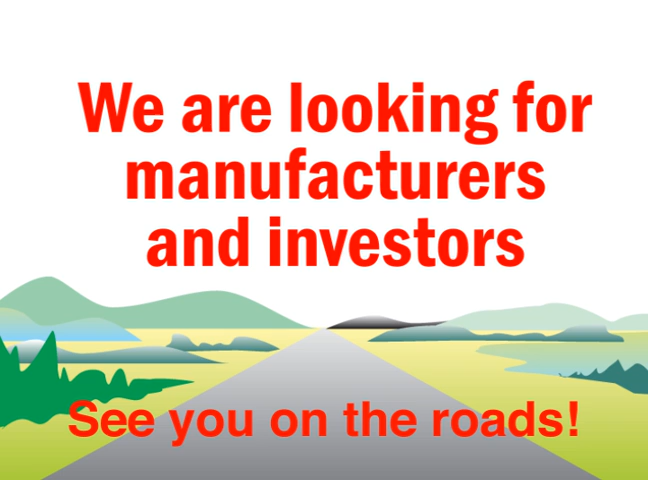 We are looking for
manufacturers
and investors
See you on the roads!